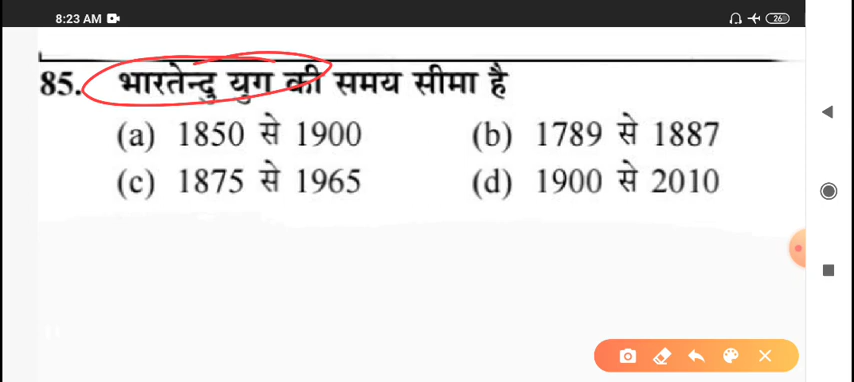 8:23 AM
26
85. भारतेन्दु युग की समय सीमा है
(a) 1850 से 1900 (b) 1789 से 1887
(c) 1875 से 1965 (d) 1900 से 2010